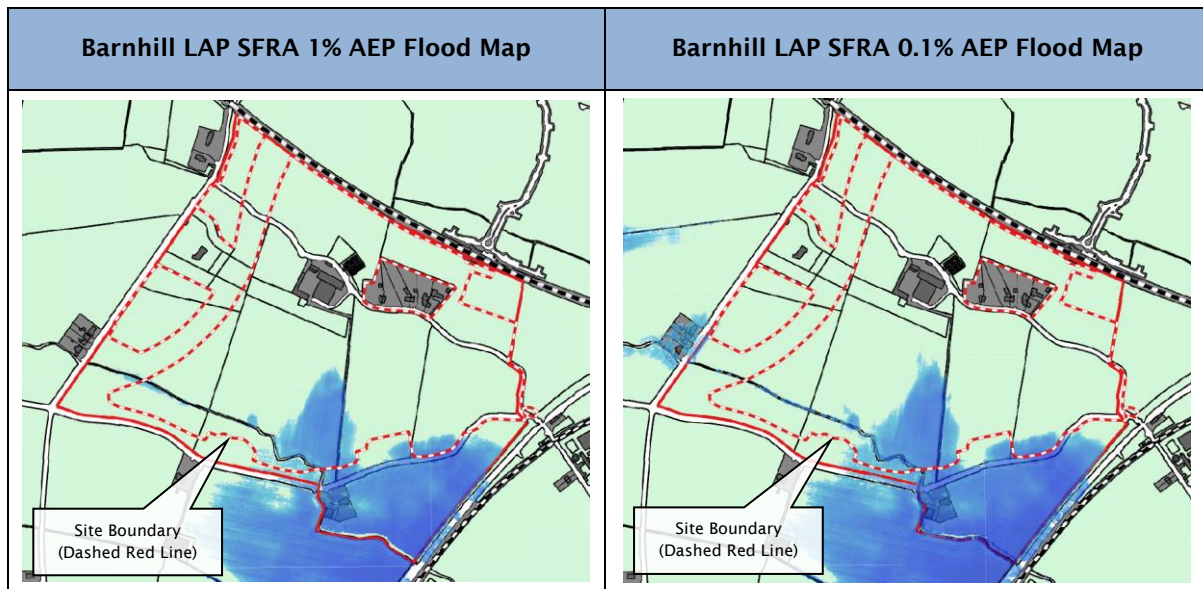 Barnhill LAP SFRA 1% AEP Flood Map
Barnhill LAP SFRA 0.1% AEP Flood Map
Site Boundary
(Dashed Red Line)
Site Boundary
(Dashed Red Line)